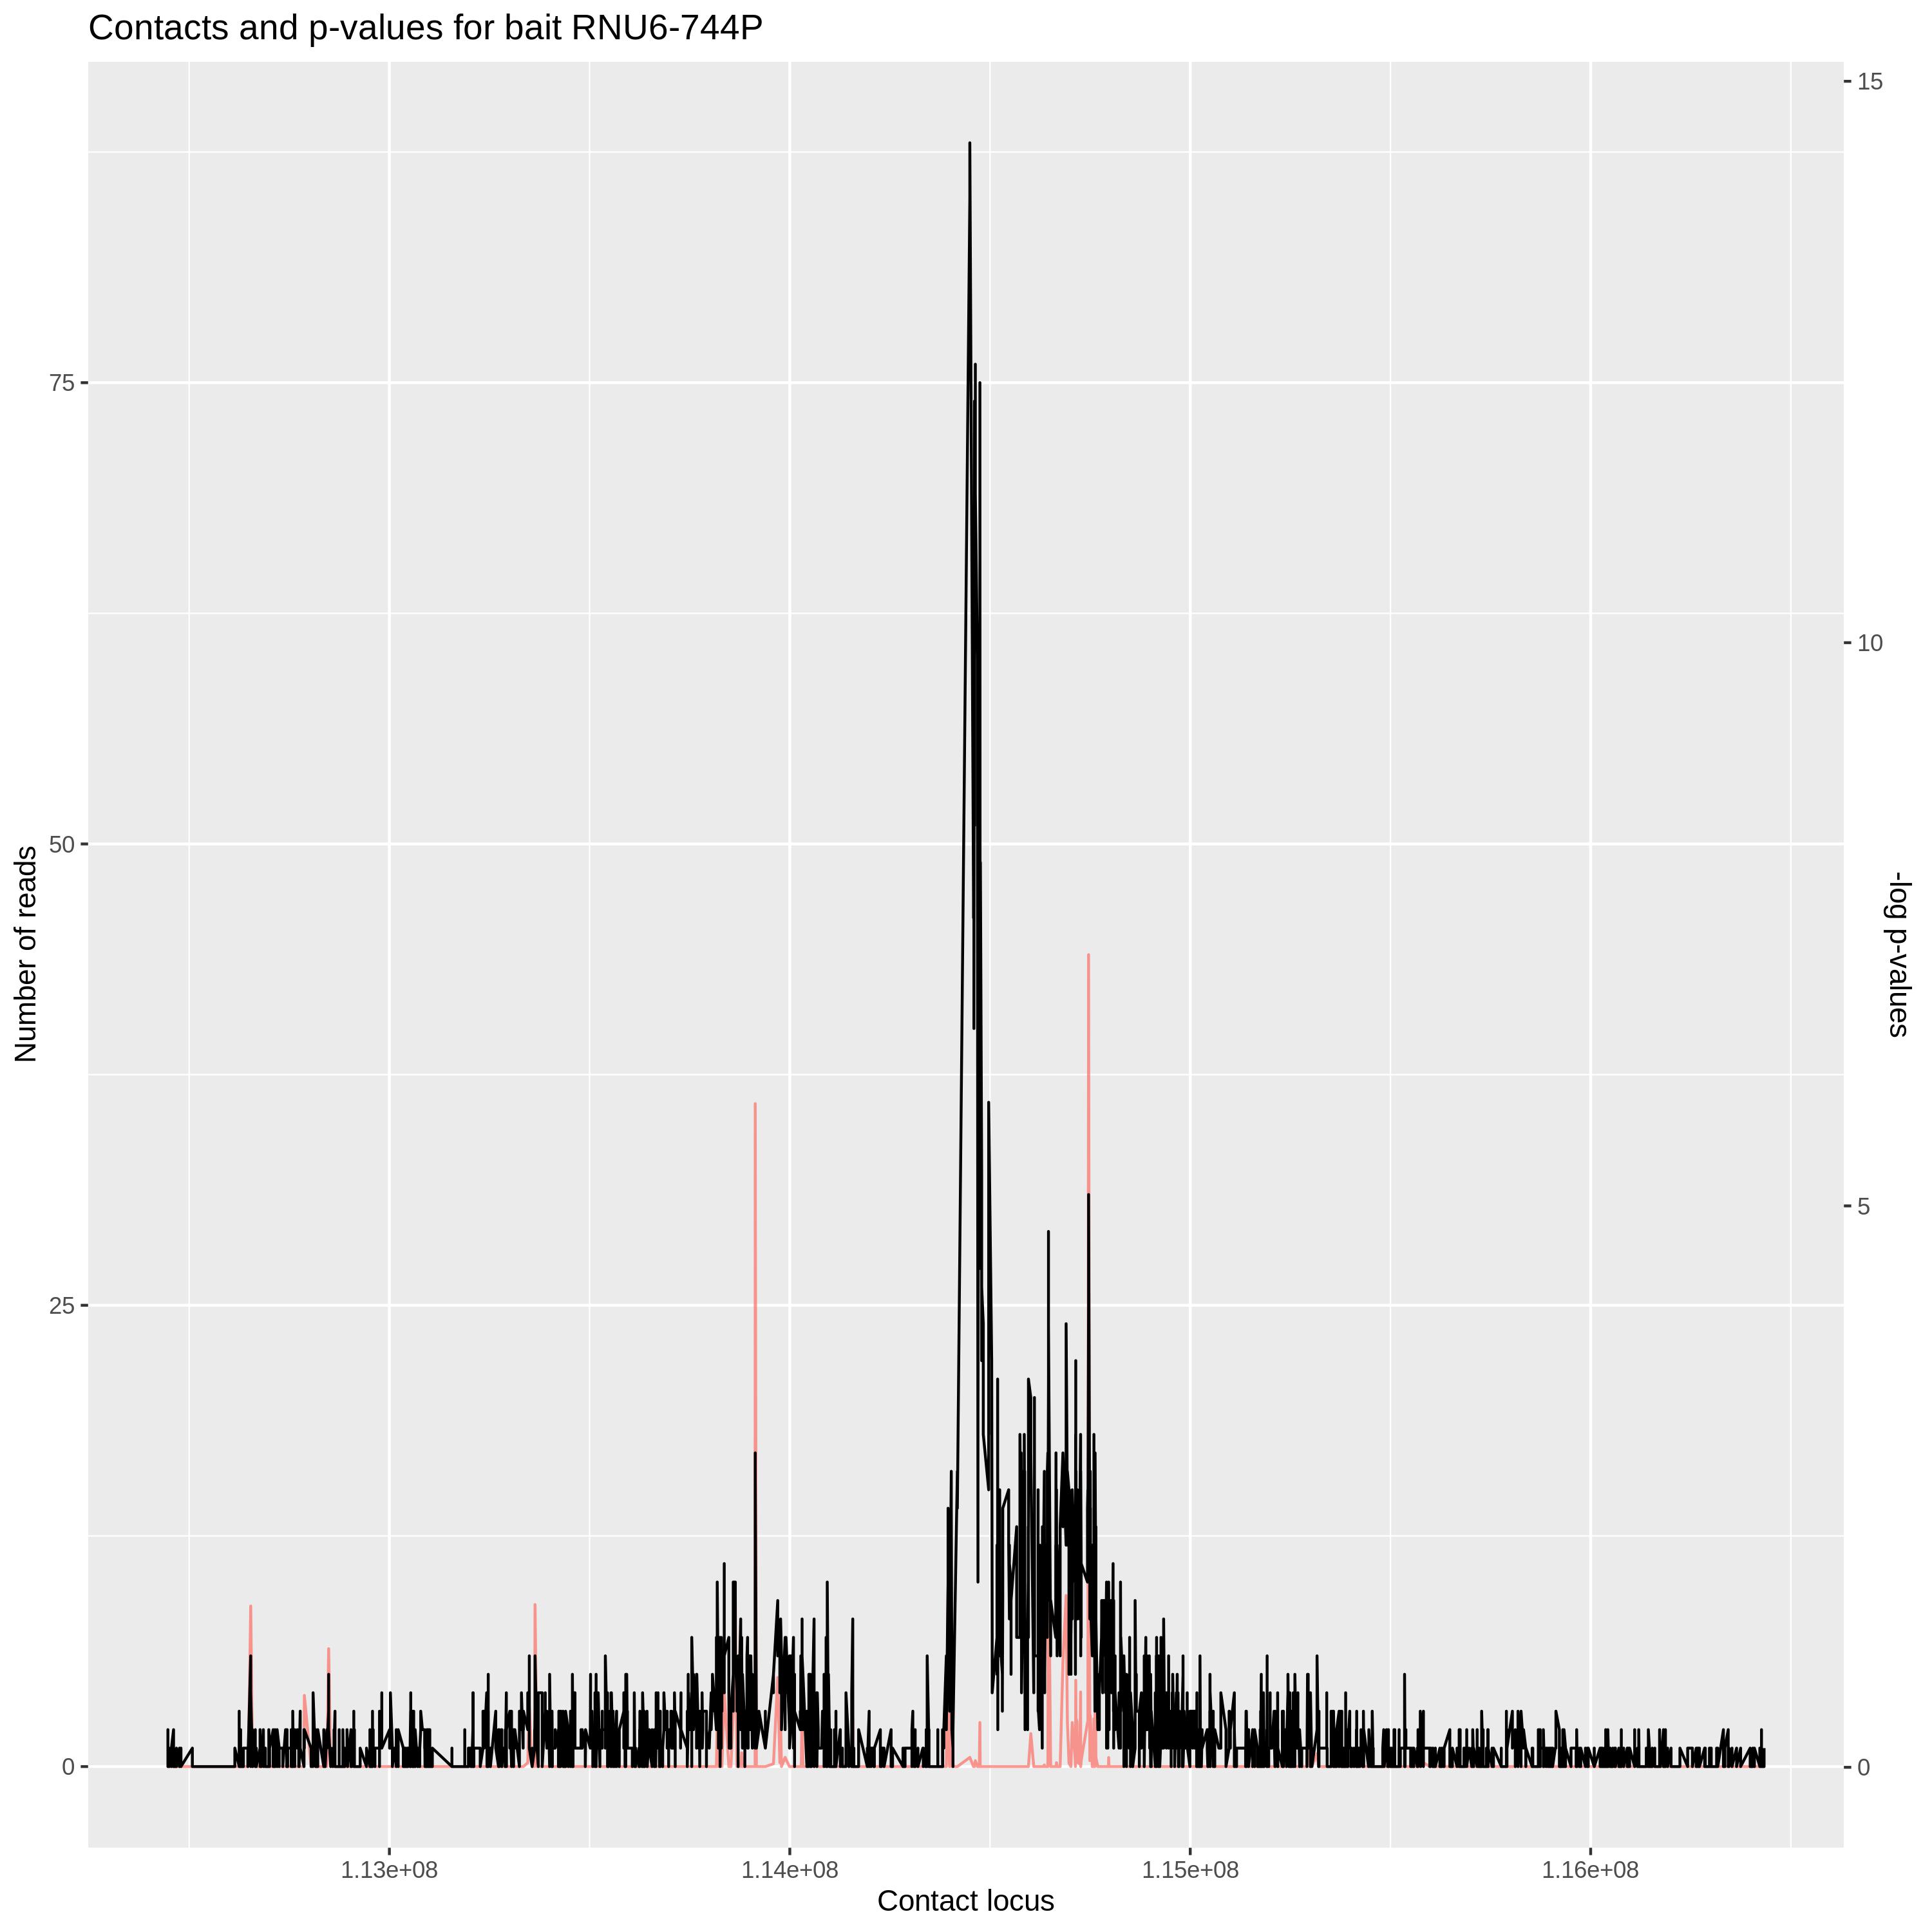 Contacts and p-values for bait RNU6-744P
15
75
10
50
Number of reads
-log p-values
5
25
0
0
1.13e+08
1.14e+08
1.15e+08
1.16e+08
Contact locus